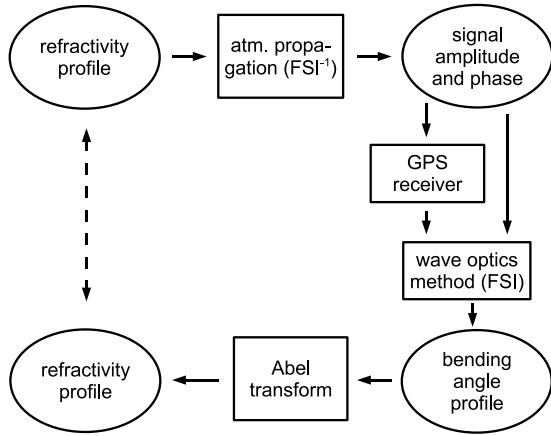 refractivity
profile
atm. propa-
gation (FSI⁻¹)
signal
amplitude
and phase
GPS
receiver
wave optics
method (FSI)
refractivity
profile
Abel
transform
bending
angle
profile